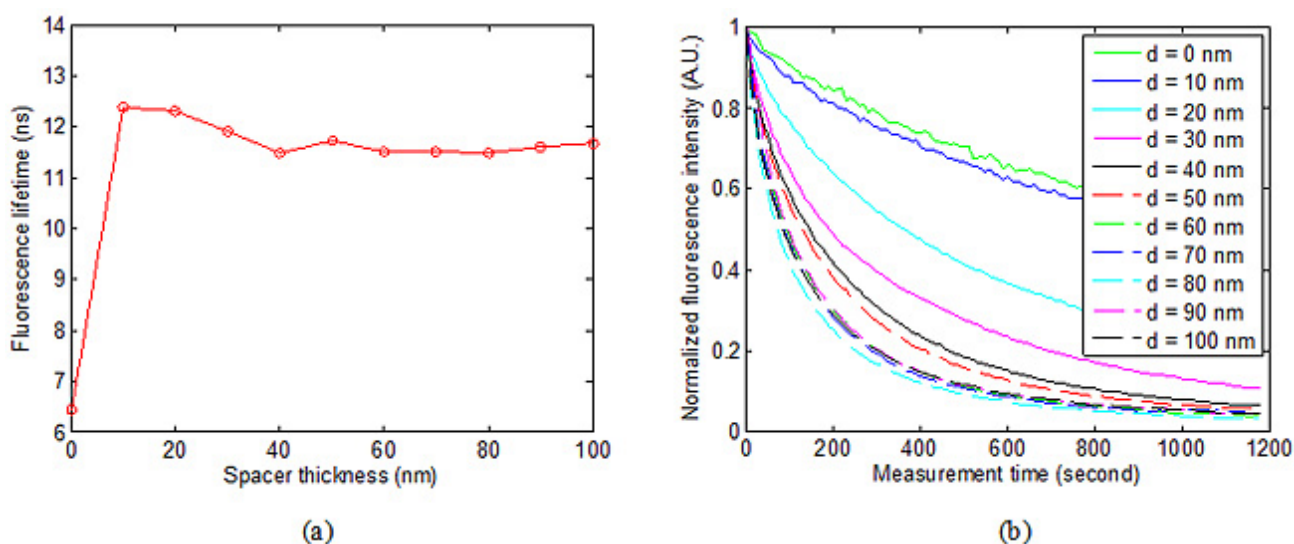 14
13
12
11
10
9
8
7
6
Fluorescence lifetime (ns)
0 20 40 60 80 100
Spacer thickness (nm)
(a)
1
0.8
0.6
0.4
0.2
0
Normalized fluorescence intensity (A.U.)
d = 0 nm
d = 10 nm
d = 20 nm
d = 30 nm
d = 40 nm
d = 50 nm
d = 60 nm
d = 70 nm
d = 80 nm
d = 90 nm
d = 100 nm
0 200 400 600 800 1000 1200
Measurement time (second)
(b)